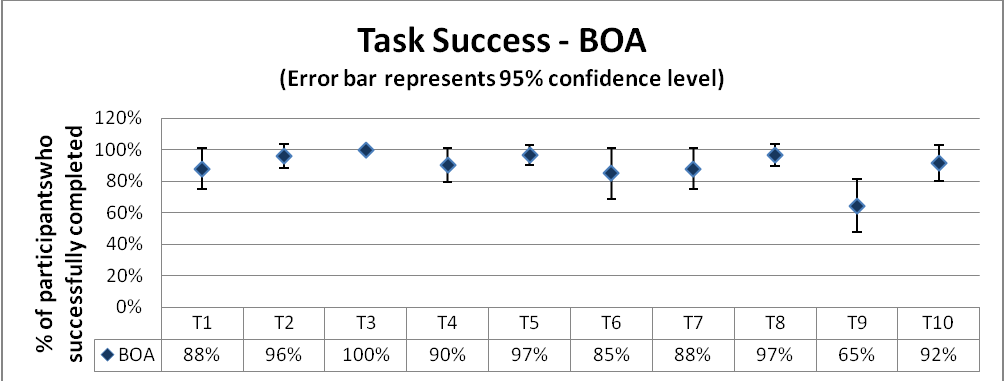 Task Success - BOA
(Error bar represents 95% confidence level)
% of participantswho
successfully completed
120%
100%
80%
60%
40%
20%
0%
T1 T2 T3 T4 T5 T6 T7 T8 T9 T10
BOA 88% 96% 100% 90% 97% 85% 88% 97% 65% 92%